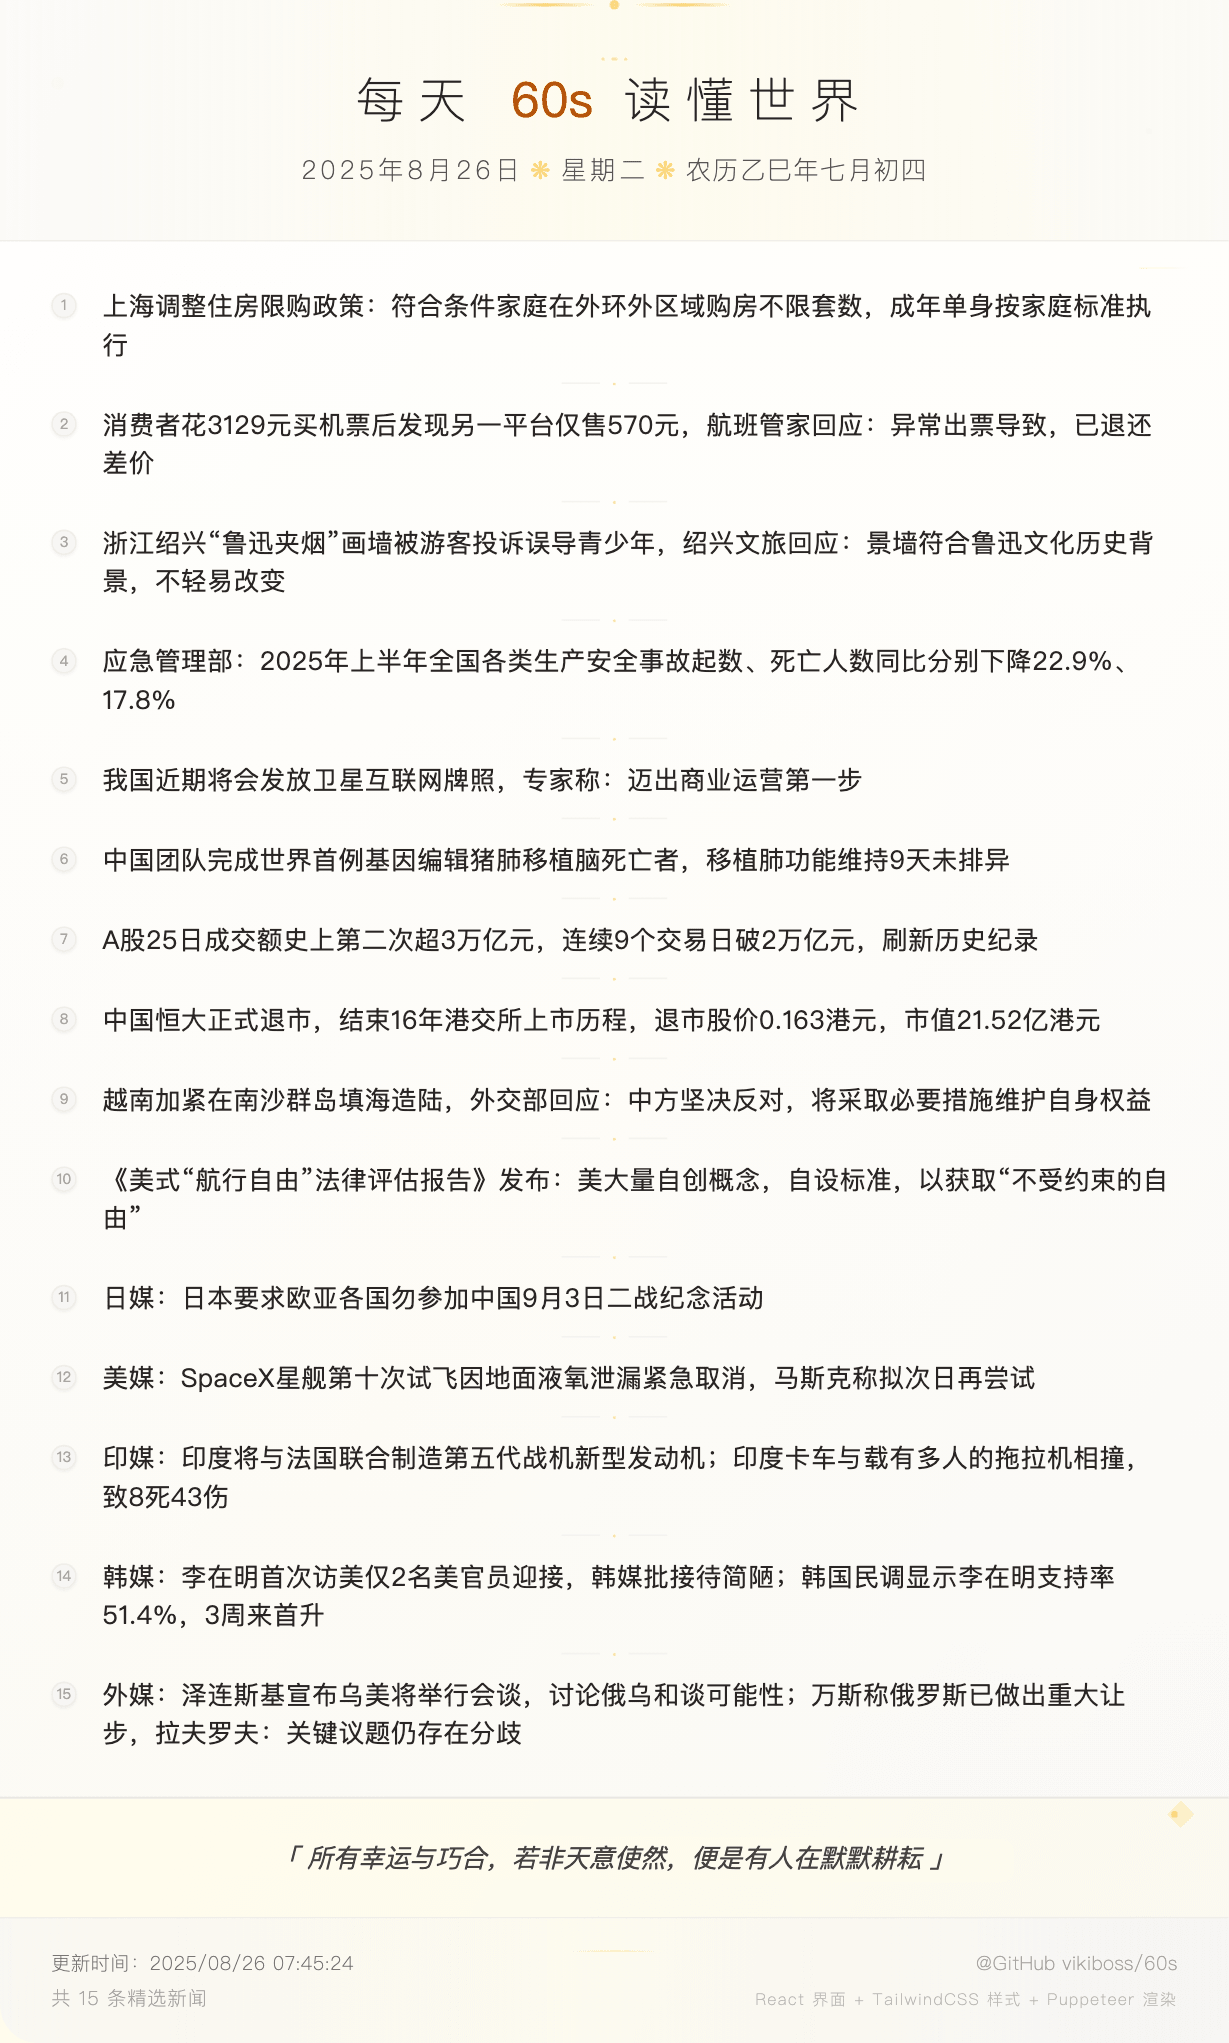 每天 60s 读懂世界
2025年8月26日 ❋ 星期二 ❋ 农历乙巳年七月初四
1 上海调整住房限购政策：符合条件家庭在外环外区域购房不限套数，成年单身按家庭标准执
行
2 消费者花3129元买机票后发现另一平台仅售570元，航班管家回应：异常出票导致，已退还
差价
3 浙江绍兴“鲁迅夹烟”画墙被游客投诉误导青少年，绍兴文旅回应：景墙符合鲁迅文化历史背
景，不轻易改变
4 应急管理部：2025年上半年全国各类生产安全事故起数、死亡人数同比分别下降22.9%、
17.8%
5 我国近期将会发放卫星互联网牌照，专家称：迈出商业运营第一步
6 中国团队完成世界首例基因编辑猪肺移植脑死亡者，移植肺功能维持9天未排异
7 A股25日成交额史上第二次超3万亿元，连续9个交易日破2万亿元，刷新历史纪录
8 中国恒大正式退市，结束16年港交所上市历程，退市股价0.163港元，市值21.52亿港元
9 越南加紧在南沙群岛填海造陆，外交部回应：中方坚决反对，将采取必要措施维护自身权益
10 《美式“航行自由”法律评估报告》发布：美大量自创概念，自设标准，以获取“不受约束的自
由”
11 日媒：日本要求欧亚各国勿参加中国9月3日二战纪念活动
12 美媒：SpaceX星舰第十次试飞因地面液氧泄漏紧急取消，马斯克称拟次日再尝试
13 印媒：印度将与法国联合制造第五代战机新型发动机；印度卡车与载有多人的拖拉机相撞，
致8死43伤
14 韩媒：李在明首次访美仅2名美官员迎接，韩媒批接待简陋；韩国民调显示李在明支持率
51.4%，3周来首升
15 外媒：泽连斯基宣布乌美将举行会谈，讨论俄乌和谈可能性；万斯称俄罗斯已做出重大让
步，拉夫罗夫：关键议题仍存在分歧
「 所有幸运与巧合，若非天意使然，便是有人在默默耕耘 」
更新时间：2025/08/26 07:45:24
@GitHub vikiboss/60s
共 15 条精选新闻
React 界面 + TailwindCSS 样式 + Puppeteer 渲染